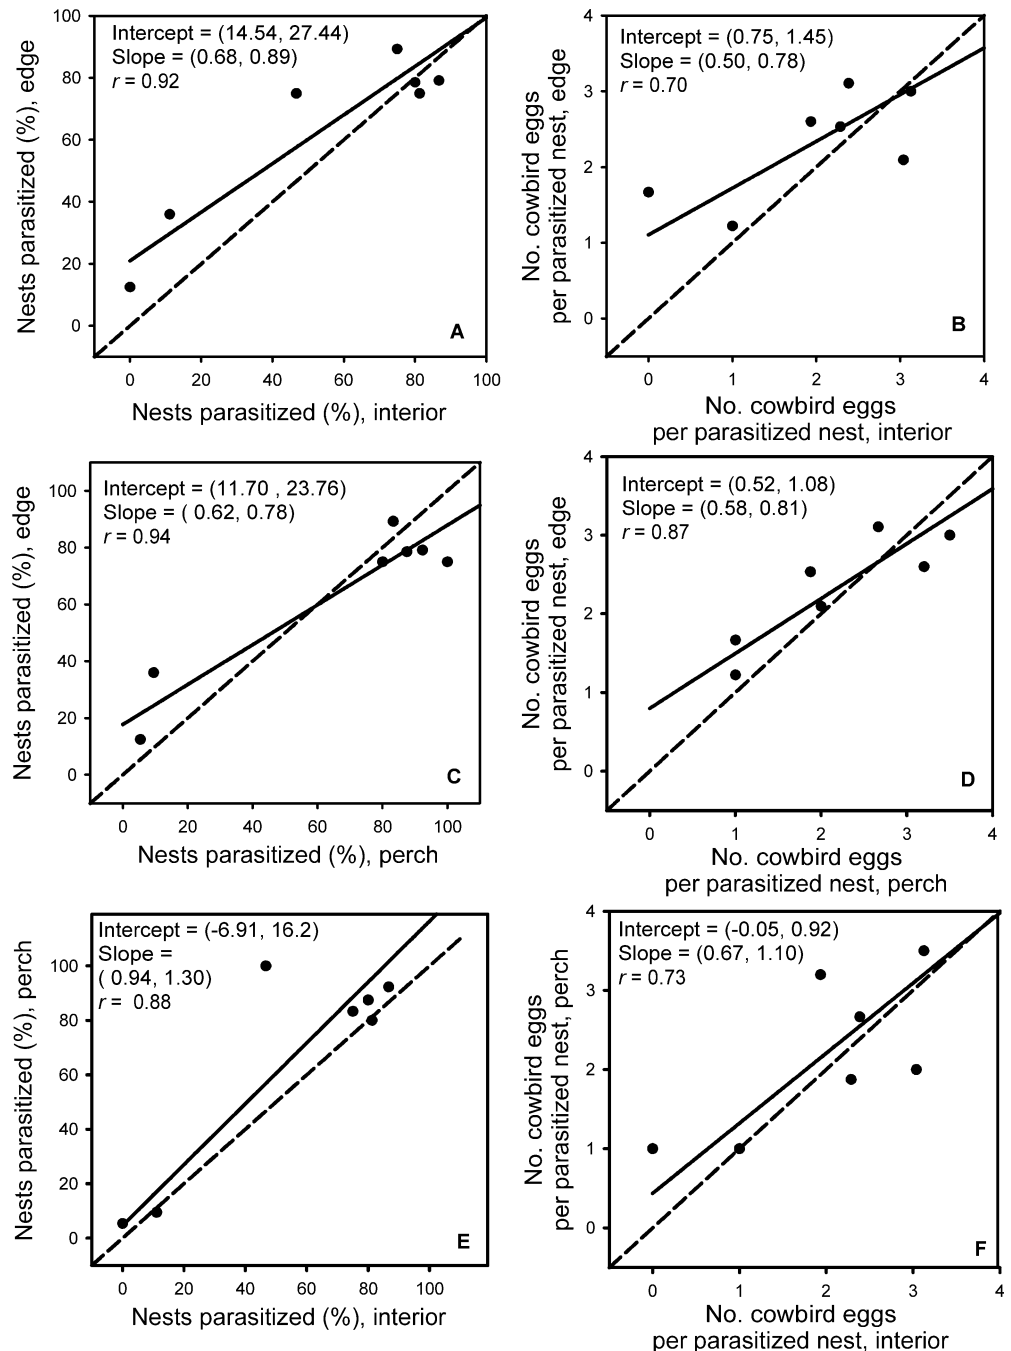 Intercept = (14.54, 27.44)
Slope = (0.68, 0.89)
r = 0.92
Nests parasitized (%), edge
100
80
60
40
20
0
A
0 20 40 60 80 100
Nests parasitized (%), interior
Intercept = (0.75, 1.45)
Slope = (0.50, 0.78)
r = 0.70
No. cowbird eggs
per parasitized nest, edge
4
3
2
1
0
B
0 1 2 3 4
No. cowbird eggs
per parasitized nest, interior
Intercept = (11.70 , 23.76)
Slope = ( 0.62, 0.78)
r = 0.94
Nests parasitized (%), edge
100
80
60
40
20
0
C
0 20 40 60 80 100
Nests parasitized (%), perch
Intercept = (0.52, 1.08)
Slope = (0.58, 0.81)
r = 0.87
No. cowbird eggs
per parasitized nest, edge
4
3
2
1
0
D
0 1 2 3 4
No. cowbird eggs
per parasitized nest, perch
Intercept = (-6.91, 16.2)
Slope =
( 0.94, 1.30)
r = 0.88
Nests parasitized (%), perch
100
80
60
40
20
0
E
0 20 40 60 80 100
Nests parasitized (%), interior
Intercept = (-0.05, 0.92)
Slope = (0.67, 1.10)
r = 0.73
No. cowbird eggs
per parasitized nest, perch
4
3
2
1
0
F
0 1 2 3 4
No. cowbird eggs
per parasitized nest, interior